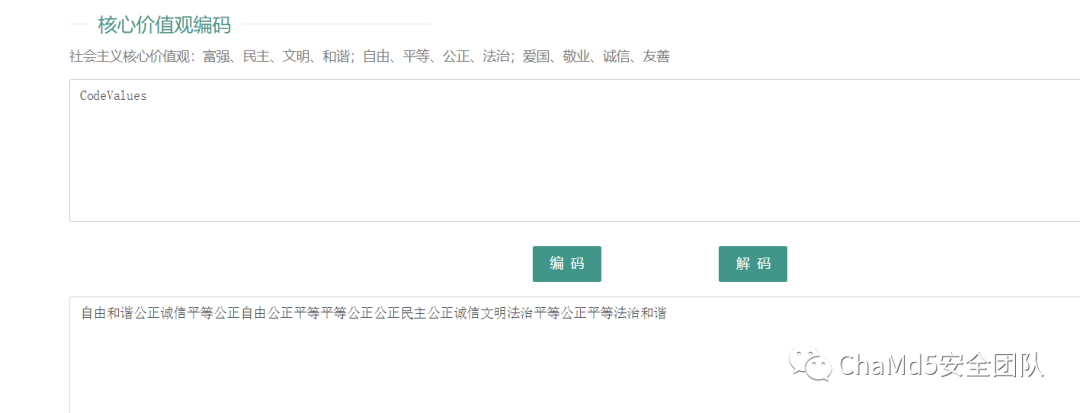 核心价值观编码
社会主义核心价值观：富强、民主、文明、和谐；自由、平等、公正、法治；爱国、敬业、诚信、友善
CodeValues
编 码
解 码
自由和谐公正诚信平等公正自由公正平等平等公正公正民主公正诚信文明法治平等公正平等法治和谐
ChaMd5安全团队